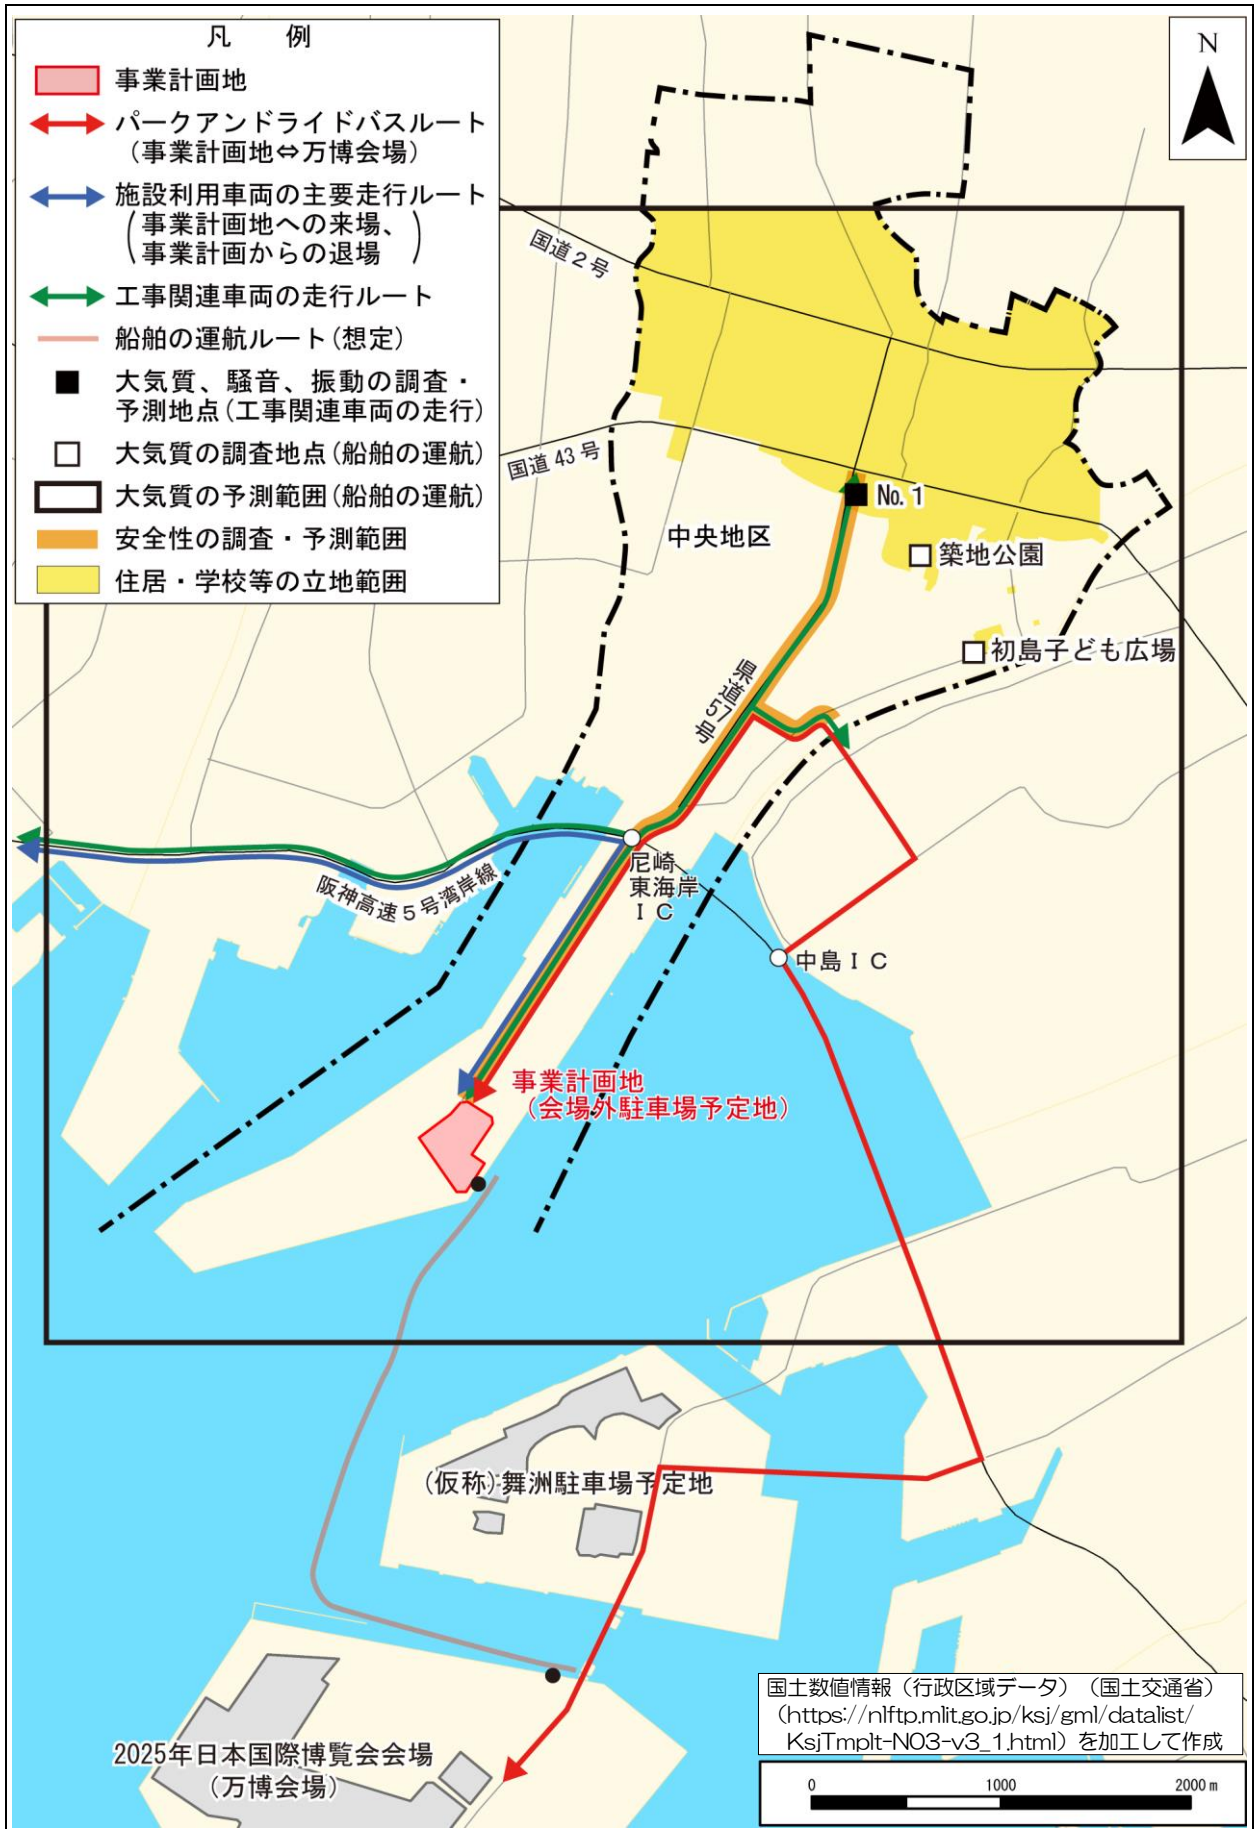 凡　例
事業計画地
パークアンドライドバスルート
（事業計画地⇔万博会場）
施設利用車両の主要走行ルート
（事業計画地への来場、
事業計画からの退場）
工事関連車両の走行ルート
船舶の運航ルート(想定)
大気質、騒音、振動の調査・
予測地点(工事関連車両の走行)
大気質の調査地点(船舶の運航)
大気質の予測範囲(船舶の運航)
安全性の調査・予測範囲
住居・学校等の立地範囲
N
国道２号
国道43号
No.1
中央地区
築地公園
初島子ども広場
県道57号
尼崎
東海岸
ＩＣ
阪神高速５号湾岸線
中島ＩＣ
事業計画地
（会場外駐車場予定地）
(仮称)舞洲駐車場予定地
2025年日本国際博覧会会場
（万博会場）
国土数値情報（行政区域データ）（国土交通省）
（https://nlftp.mlit.go.jp/ksj/gml/datalist/
KsjTmplt-N03-v3_1.html）を加工して作成
0 1000 2000 m